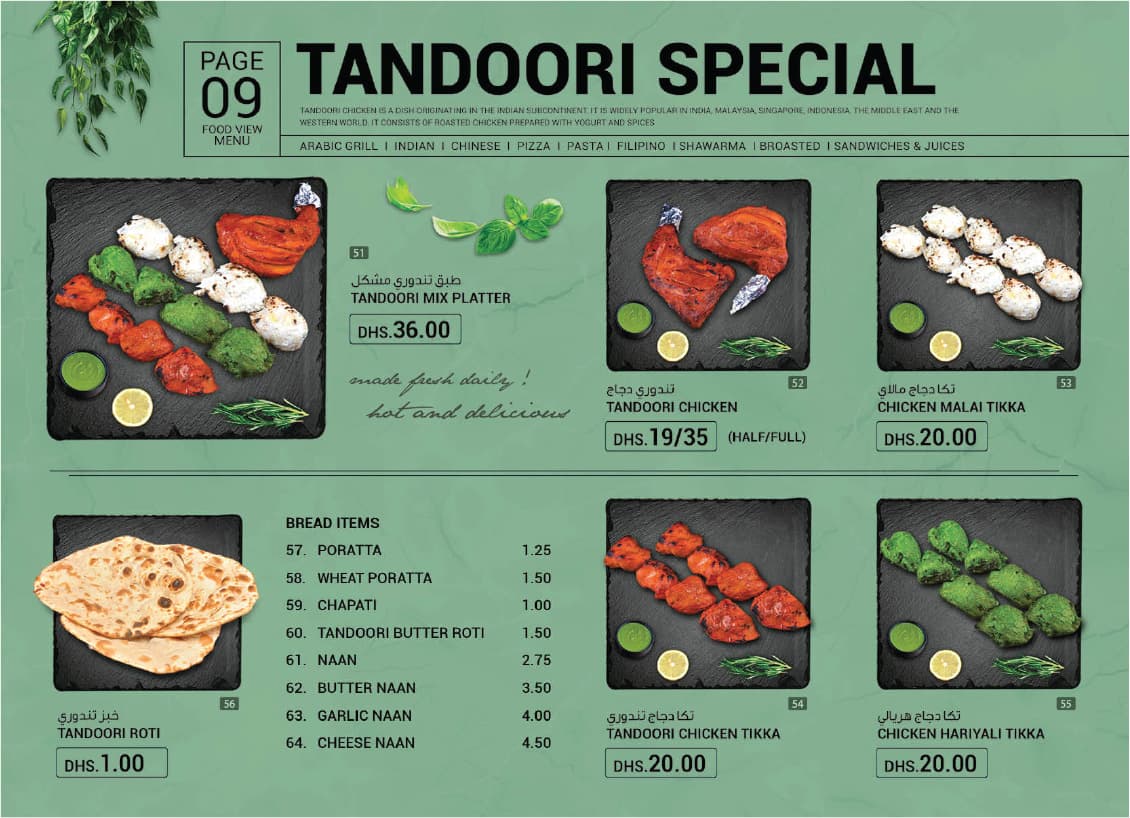 PAGE
09
FOOD VIEW
MENU
TANDOORI SPECIAL
TANDOORI CHICKEN IS A DISH ORIGINATING IN THE INDIAN SUBCONTINENT. IT IS WIDELY POPULAR IN INDIA, MALAYSIA, SINGAPORE, INDONESIA, THE MIDDLE EAST AND THE
WESTERN WORLD. IT CONSISTS OF ROASTED CHICKEN PREPARED WITH YOGURT AND SPICES
ARABIC GRILL I INDIAN I CHINESE I PIZZA I PASTA I FILIPINO I SHAWARMA I BROASTED I SANDWICHES & JUICES
51
طبق تندوري مشكل
TANDOORI MIX PLATTER
DHS.36.00
made fresh daily !
hot and delicious
52
تندوري دجاج
TANDOORI CHICKEN
DHS.19/35 (HALF/FULL)
53
تكا دجاج مالاي
CHICKEN MALAI TIKKA
DHS.20.00
56
خبز تندوري
TANDOORI ROTI
DHS.1.00
BREAD ITEMS
57. PORATTA 1.25
58. WHEAT PORATTA 1.50
59. CHAPATI 1.00
60. TANDOORI BUTTER ROTI 1.50
61. NAAN 2.75
62. BUTTER NAAN 3.50
63. GARLIC NAAN 4.00
64. CHEESE NAAN 4.50
54
تكا دجاج تندوري
TANDOORI CHICKEN TIKKA
DHS.20.00
55
تكا دجاج هريالي
CHICKEN HARIYALI TIKKA
DHS.20.00